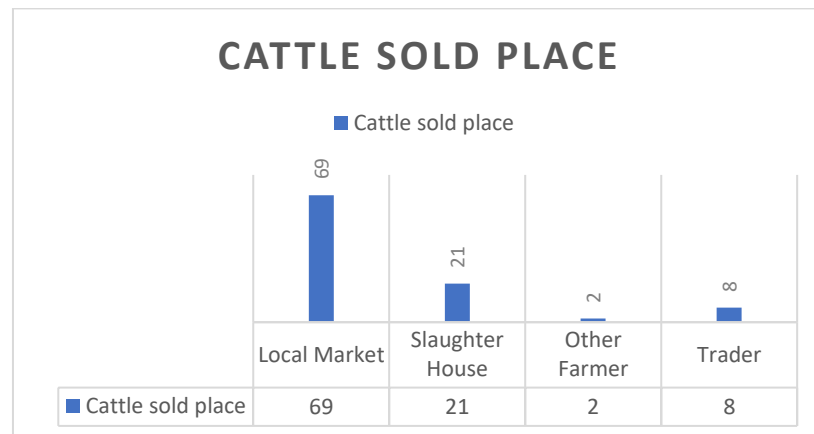 CATTLE SOLD PLACE
Cattle sold place
69
21
2
8
Local Market
Slaughter
House
Other
Farmer
Trader
Cattle sold place 69 21 2 8